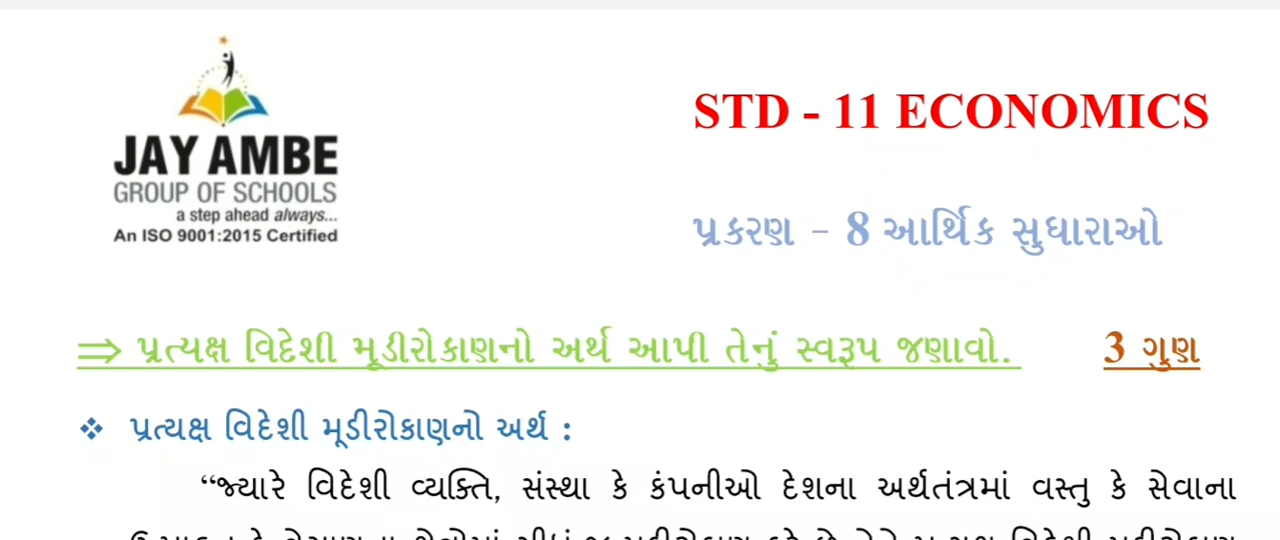 JAY AMBE
GROUP OF SCHOOLS
a step ahead always...
An ISO 9001:2015 Certified
STD - 11 ECONOMICS
પ્રકરણ - 8 આર્થિક સુધારાઓ
⇒ પ્રત્યક્ષ વિદેશી મૂડીરોકાણનો અર્થ આપી તેનું સ્વરૂપ જણાવો. 3 ગુણ
❖ પ્રત્યક્ષ વિદેશી મૂડીરોકાણનો અર્થ :
“જ્યારે વિદેશી વ્યક્તિ, સંસ્થા કે કંપનીઓ દેશના અર્થતંત્રમાં વસ્તુ કે સેવાના